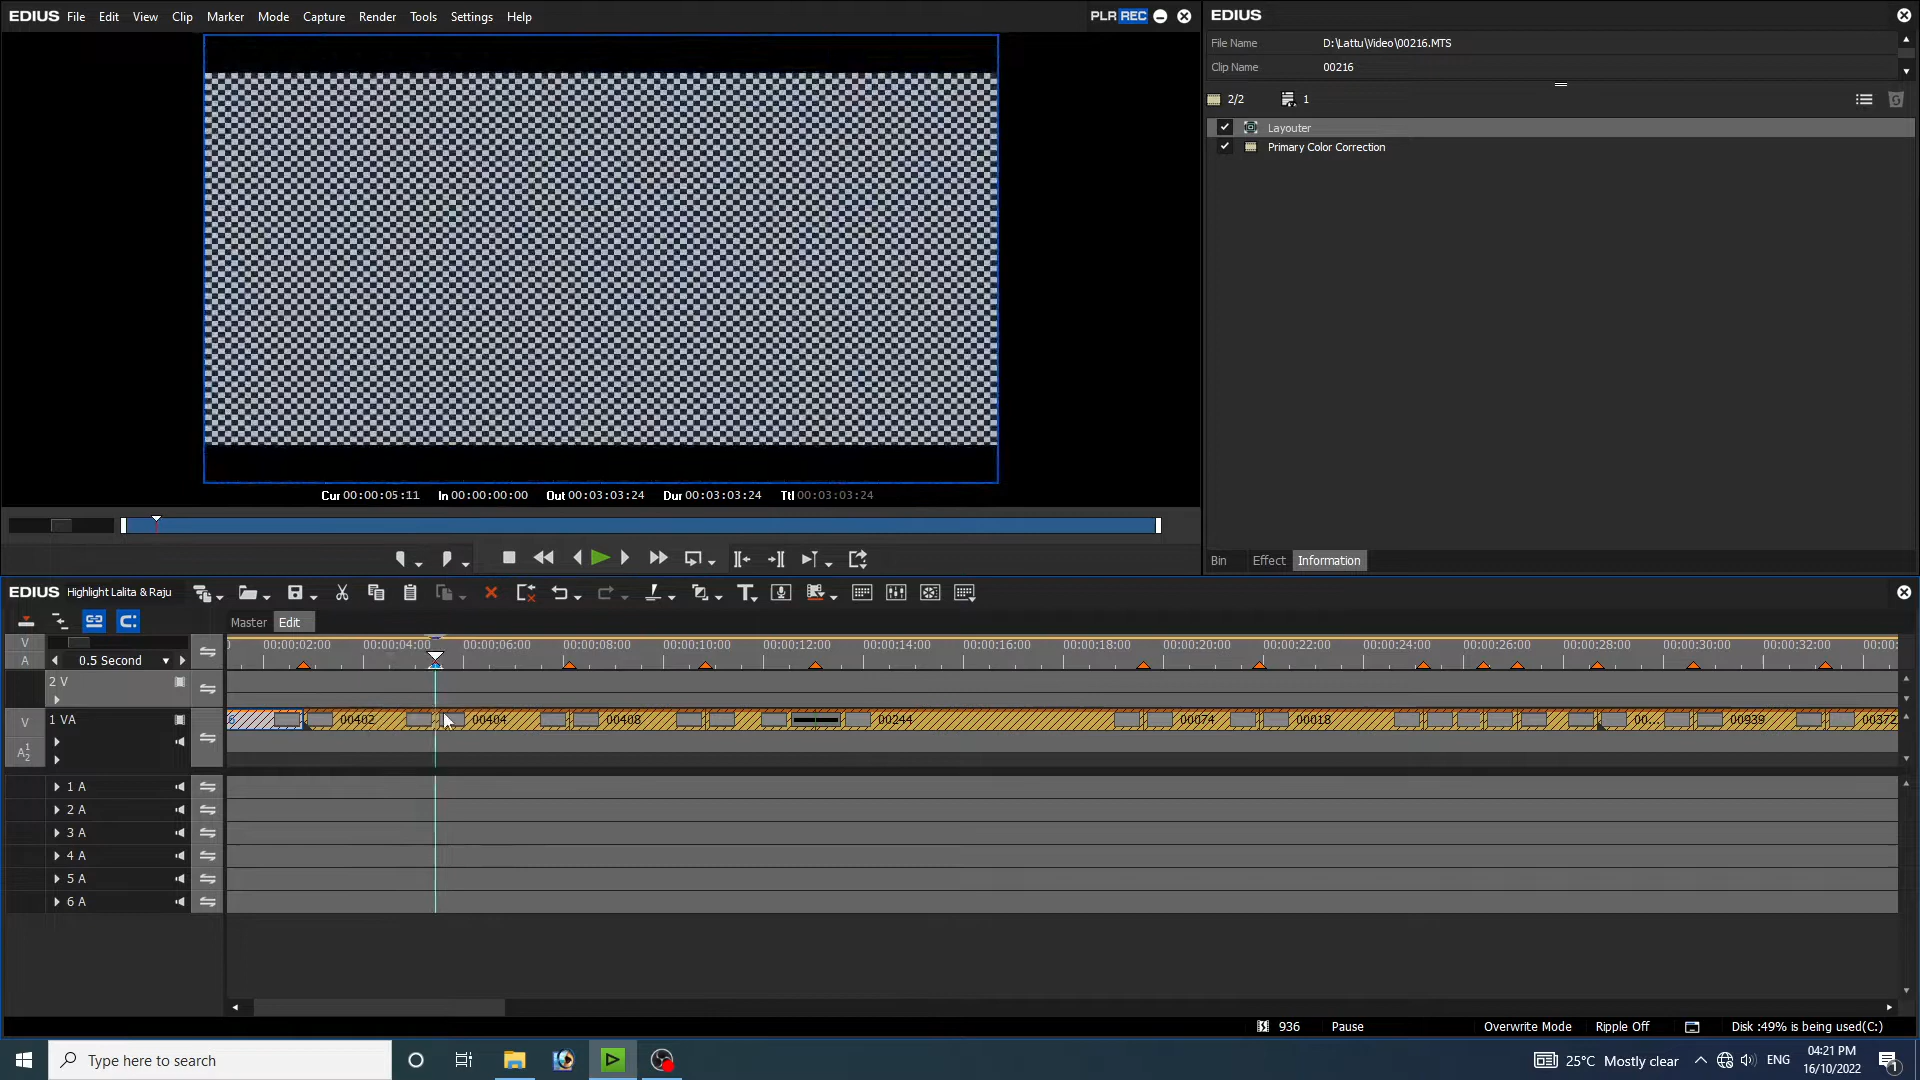 EDIUS File Edit View Clip Marker Mode Capture Render Tools Settings Help
PLR REC
EDIUS
File Name D:\Lattu\Video\00216.MTS
Clip Name 00216
2/2 1
Layouter
Primary Color Correction
Cur 00:00:05:11 In 00:00:00:00 Out 00:03:03:24 Dur 00:03:03:24 Ttl 00:03:03:24
Bin Effect Information
EDIUS Highlight Lalita & Raju
Master Edit
V
A
0.5 Second
00:00:02:00 00:00:04:00 00:00:06:00 00:00:08:00 00:00:10:00 00:00:12:00 00:00:14:00 00:00:16:00 00:00:18:00 00:00:20:00 00:00:22:00 00:00:24:00 00:00:26:00 00:00:28:00 00:00:30:00 00:00:32:00 00:00:
2 V
V 1 VA
6 00402 00404 00408 00244 00074 00018 00... 00939 00372
A12
1 A
2 A
3 A
4 A
5 A
6 A
936 Pause Overwrite Mode Ripple Off Disk :49% is being used(C:)
Type here to search
25°C Mostly clear
ENG
04:21 PM
16/10/2022
1